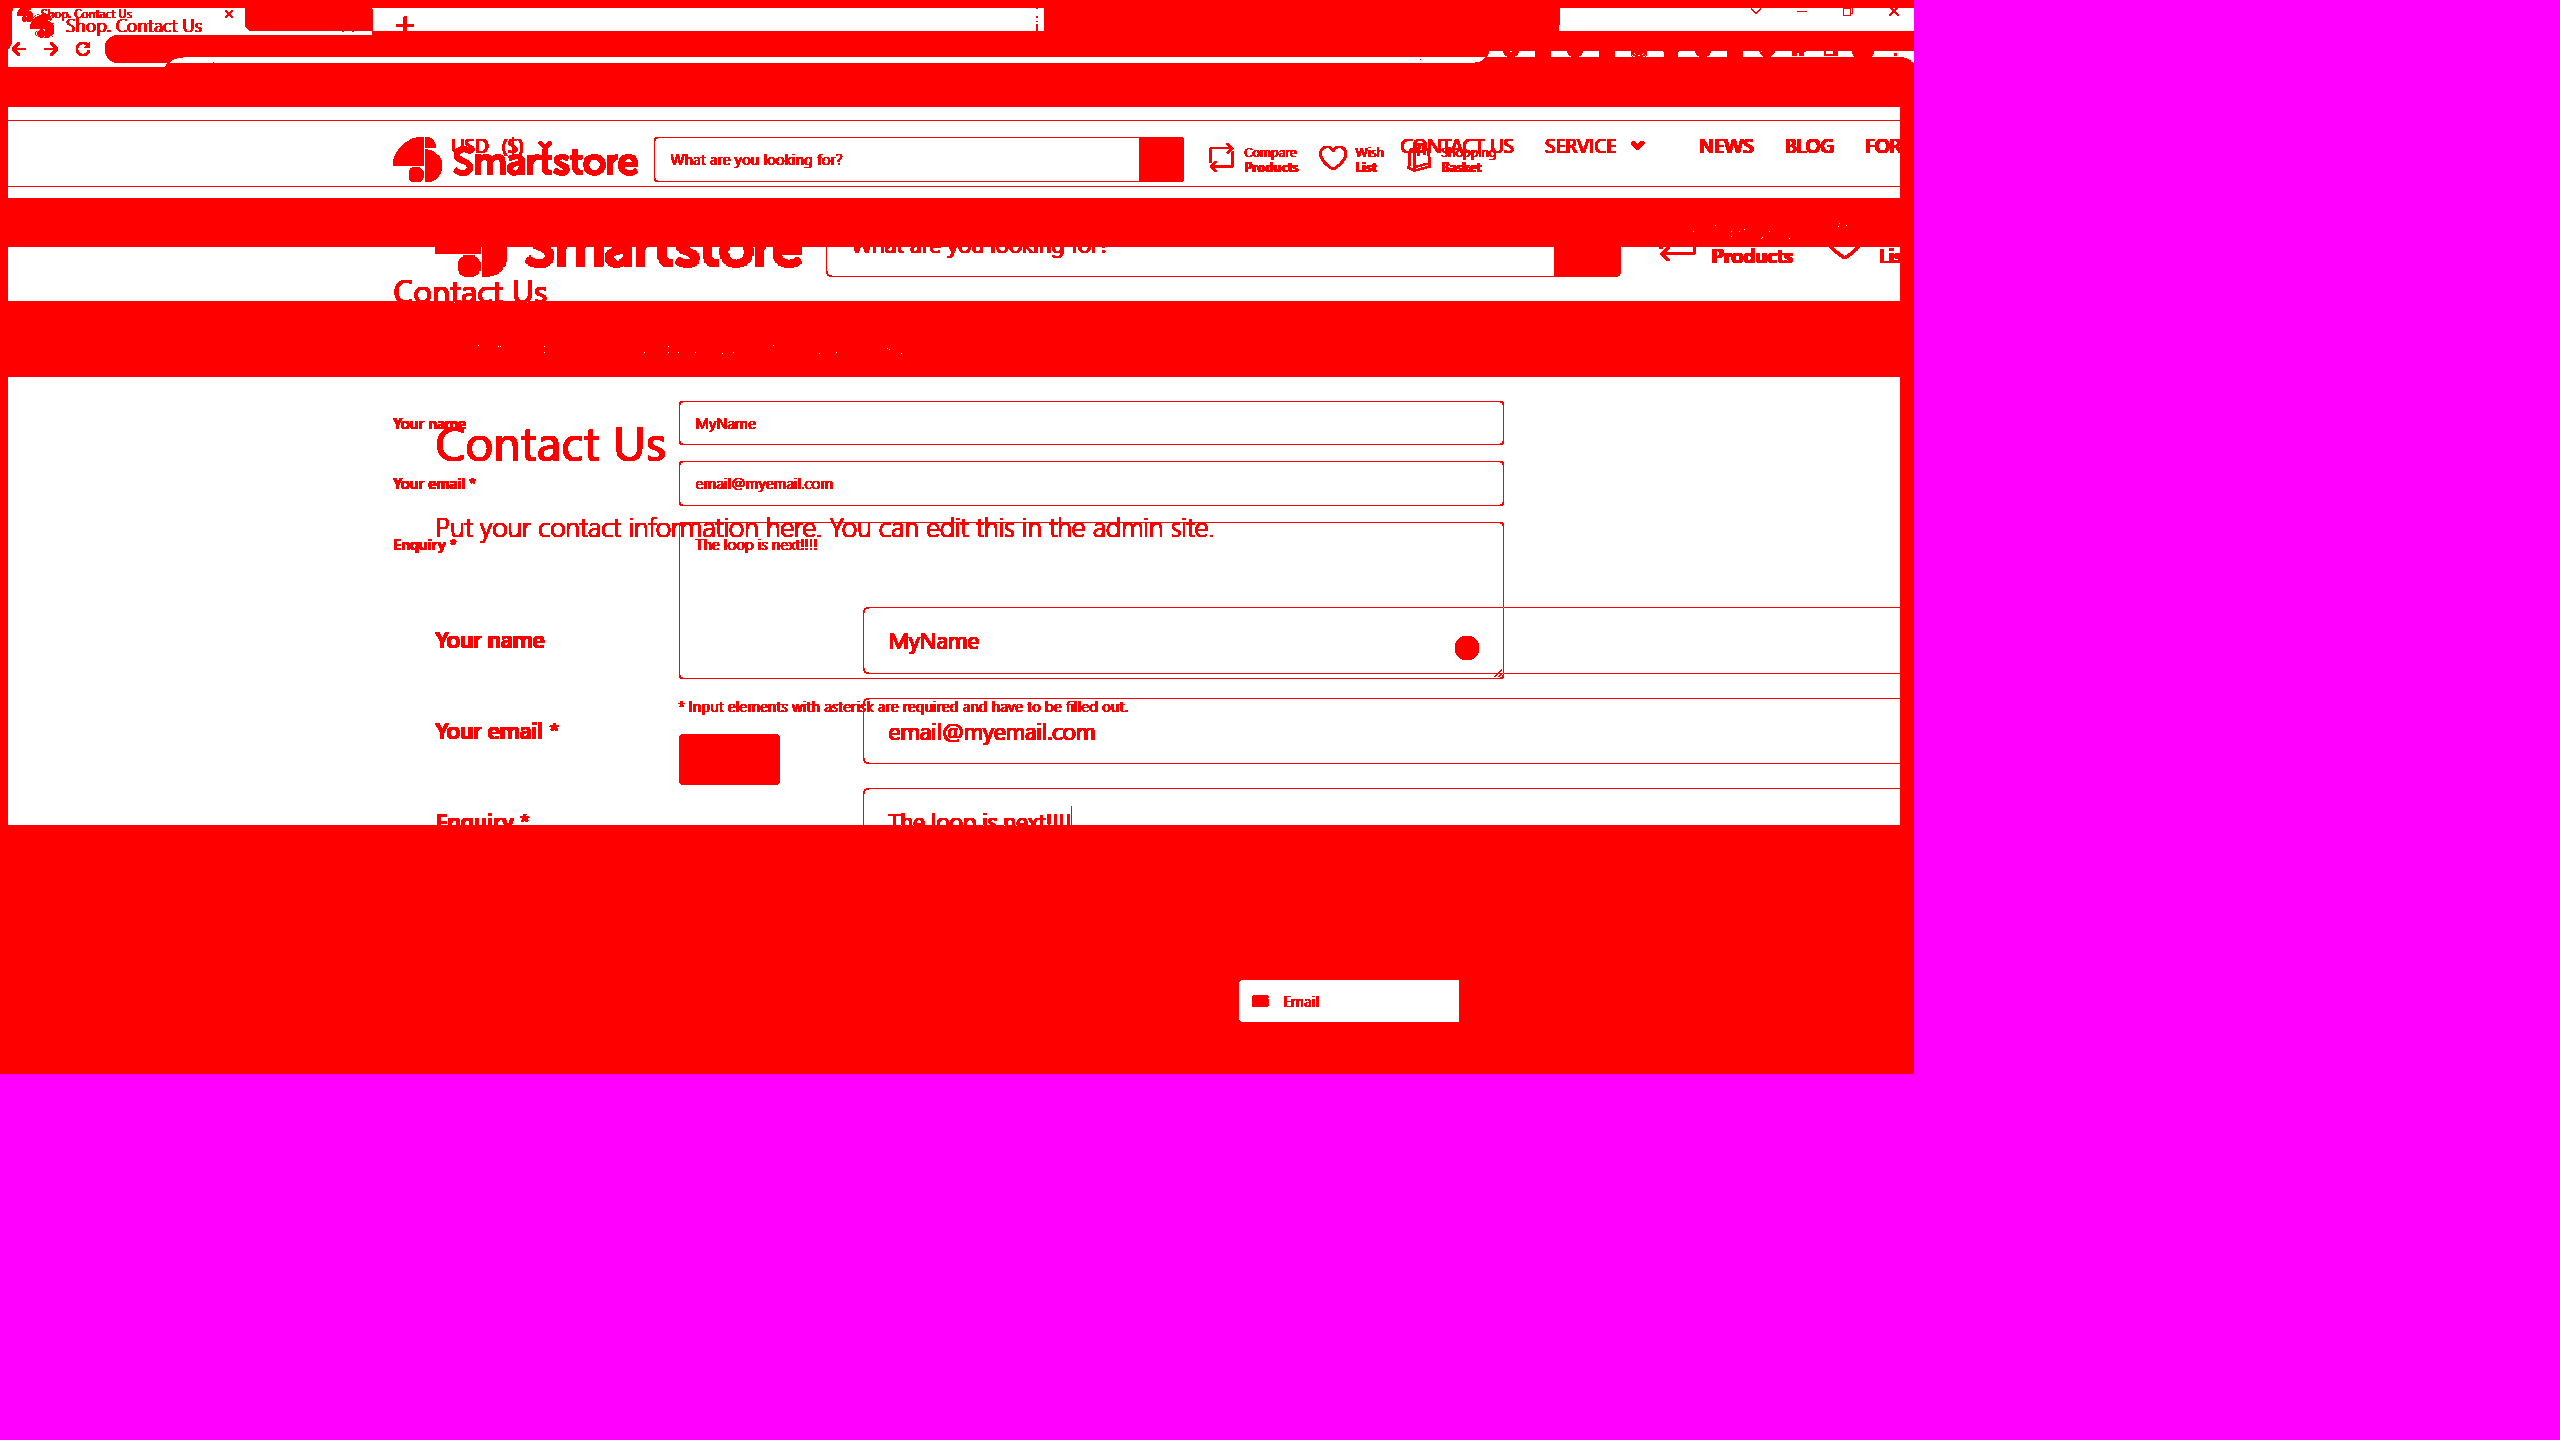 Shop. Contact Us
Shop. Contact Us
USD ($)
CONTACT US SERVICE NEWS BLOG FOR
Smartstore What are you looking for? Compare Products Wish List Shopping Basket
Smartstore What are you looking for? Products Lis
Contact Us
Your name MyName
Contact Us
Your email * email@myemail.com
Put your contact information here. You can edit this in the admin site.
Enquiry * The loop is next!!!!
Your name MyName
* Input elements with asterisk are required and have to be filled out.
Your email * email@myemail.com
Enquiry * The loop is next!!!!
Email